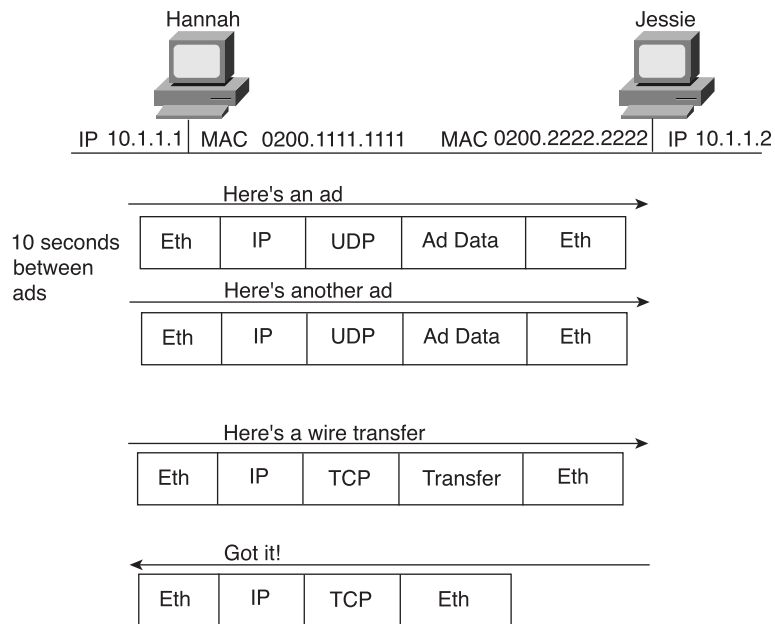 Hannah
Jessie
IP 10.1.1.1 MAC 0200.1111.1111 MAC 0200.2222.2222 IP 10.1.1.2
Here's an ad
Eth IP UDP Ad Data Eth
10 seconds
between
ads
Here's another ad
Eth IP UDP Ad Data Eth
Here's a wire transfer
Eth IP TCP Transfer Eth
Got it!
Eth IP TCP Eth